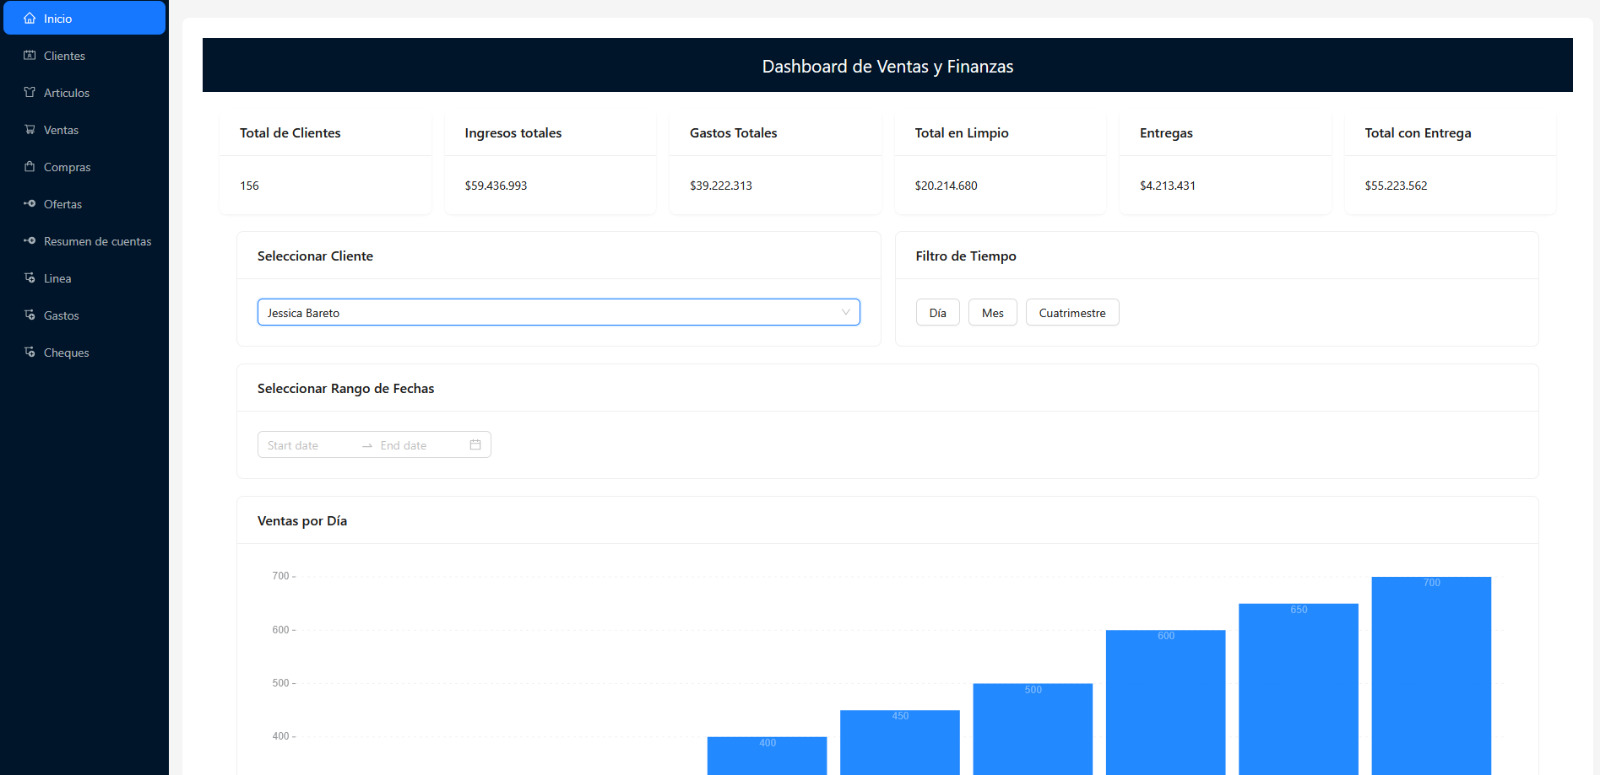 Inicio
Clientes
Articulos
Ventas
Compras
Ofertas
Resumen de cuentas
Linea
Gastos
Cheques
Dashboard de Ventas y Finanzas
Total de Clientes
156
Ingresos totales
$59.436.993
Gastos Totales
$39.222.313
Total en Limpio
$20.214.680
Entregas
$4.213.431
Total con Entrega
$55.223.562
Seleccionar Cliente
Jessica Bareto
Filtro de Tiempo
Día Mes Cuatrimestre
Seleccionar Rango de Fechas
Start date End date
Ventas por Día
700
600
500
400
400
450
500
600
650
700